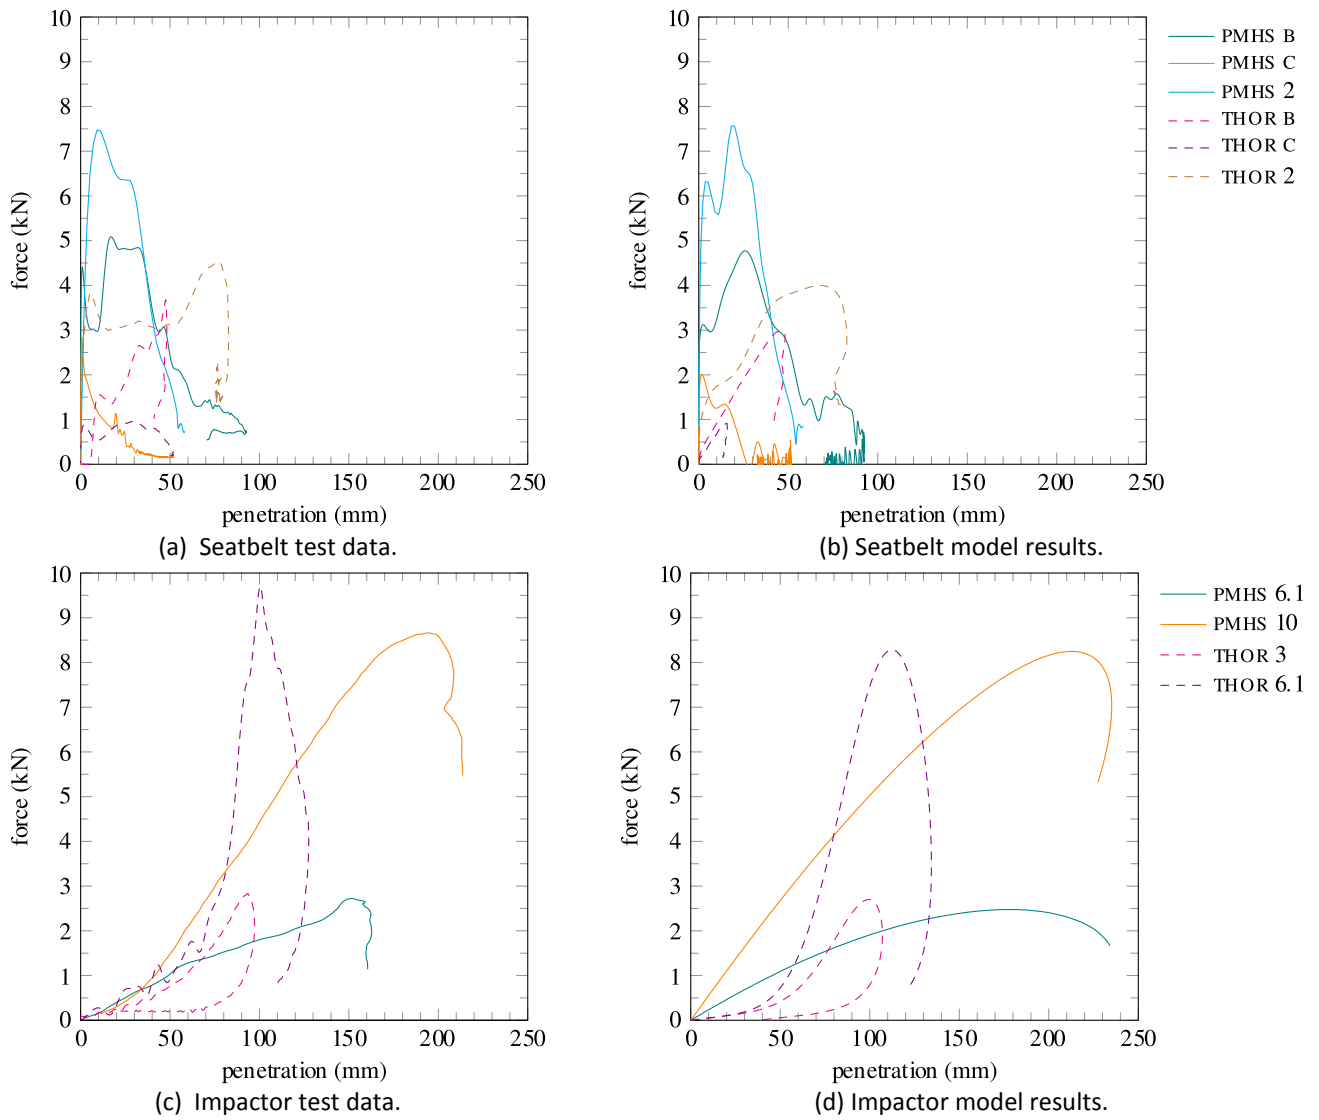 10
9
8
7
6
5
4
3
2
1
0
force (kN)
0 50 100 150 200 250
penetration (mm)
(a) Seatbelt test data.
10
9
8
7
6
5
4
3
2
1
0
force (kN)
0 50 100 150 200 250
penetration (mm)
(b) Seatbelt model results.
PMHS B
PMHS C
PMHS 2
THOR B
THOR C
THOR 2
10
9
8
7
6
5
4
3
2
1
0
force (kN)
0 50 100 150 200 250
penetration (mm)
(c) Impactor test data.
10
9
8
7
6
5
4
3
2
1
0
force (kN)
0 50 100 150 200 250
penetration (mm)
(d) Impactor model results.
PMHS 6.1
PMHS 10
THOR 3
THOR 6.1